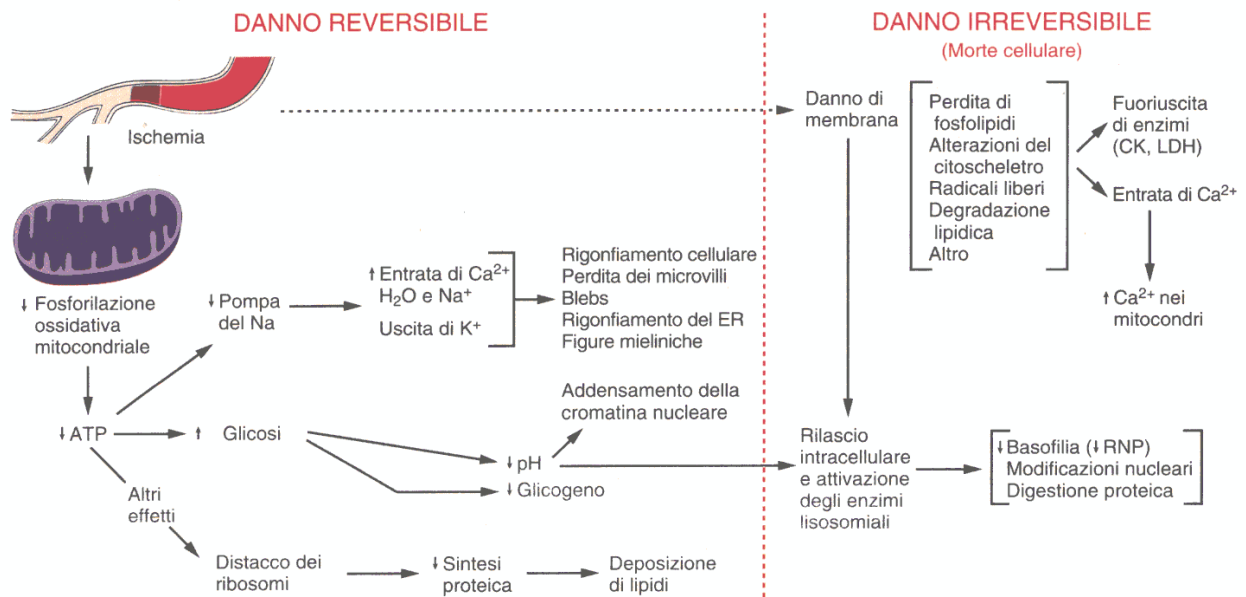 DANNO REVERSIBILE
DANNO IRREVERSIBILE
(Morte cellulare)
Ischemia
Danno di
membrana
Perdita di
fosfolipidi
Alterazioni del
citoscheletro
Radicali liberi
Degradazione
lipidica
Altro
Fuoriuscita
di enzimi
(CK, LDH)
Entrata di Ca²⁺
↑ Ca²⁺ nei
mitocondri
↓ Fosforilazione
ossidativa
mitocondriale
↓ Pompa
del Na
↑ Entrata di Ca²⁺
H₂O e Na⁺
Uscita di K⁺
Rigonfiamento cellulare
Perdita dei microvilli
Blebs
Rigonfiamento del ER
Figure mieliniche
↓ ATP
↑ Glicosi
Addensamento della
cromatina nucleare
↓ pH
↓ Glicogeno
Rilascio
intracellulare
e attivazione
degli enzimi
lisosomiali
↓ Basofilia (↓ RNP)
Modificazioni nucleari
Digestione proteica
Altri
effetti
Distacco dei
ribosomi
↓ Sintesi
proteica
Deposizione
di lipidi